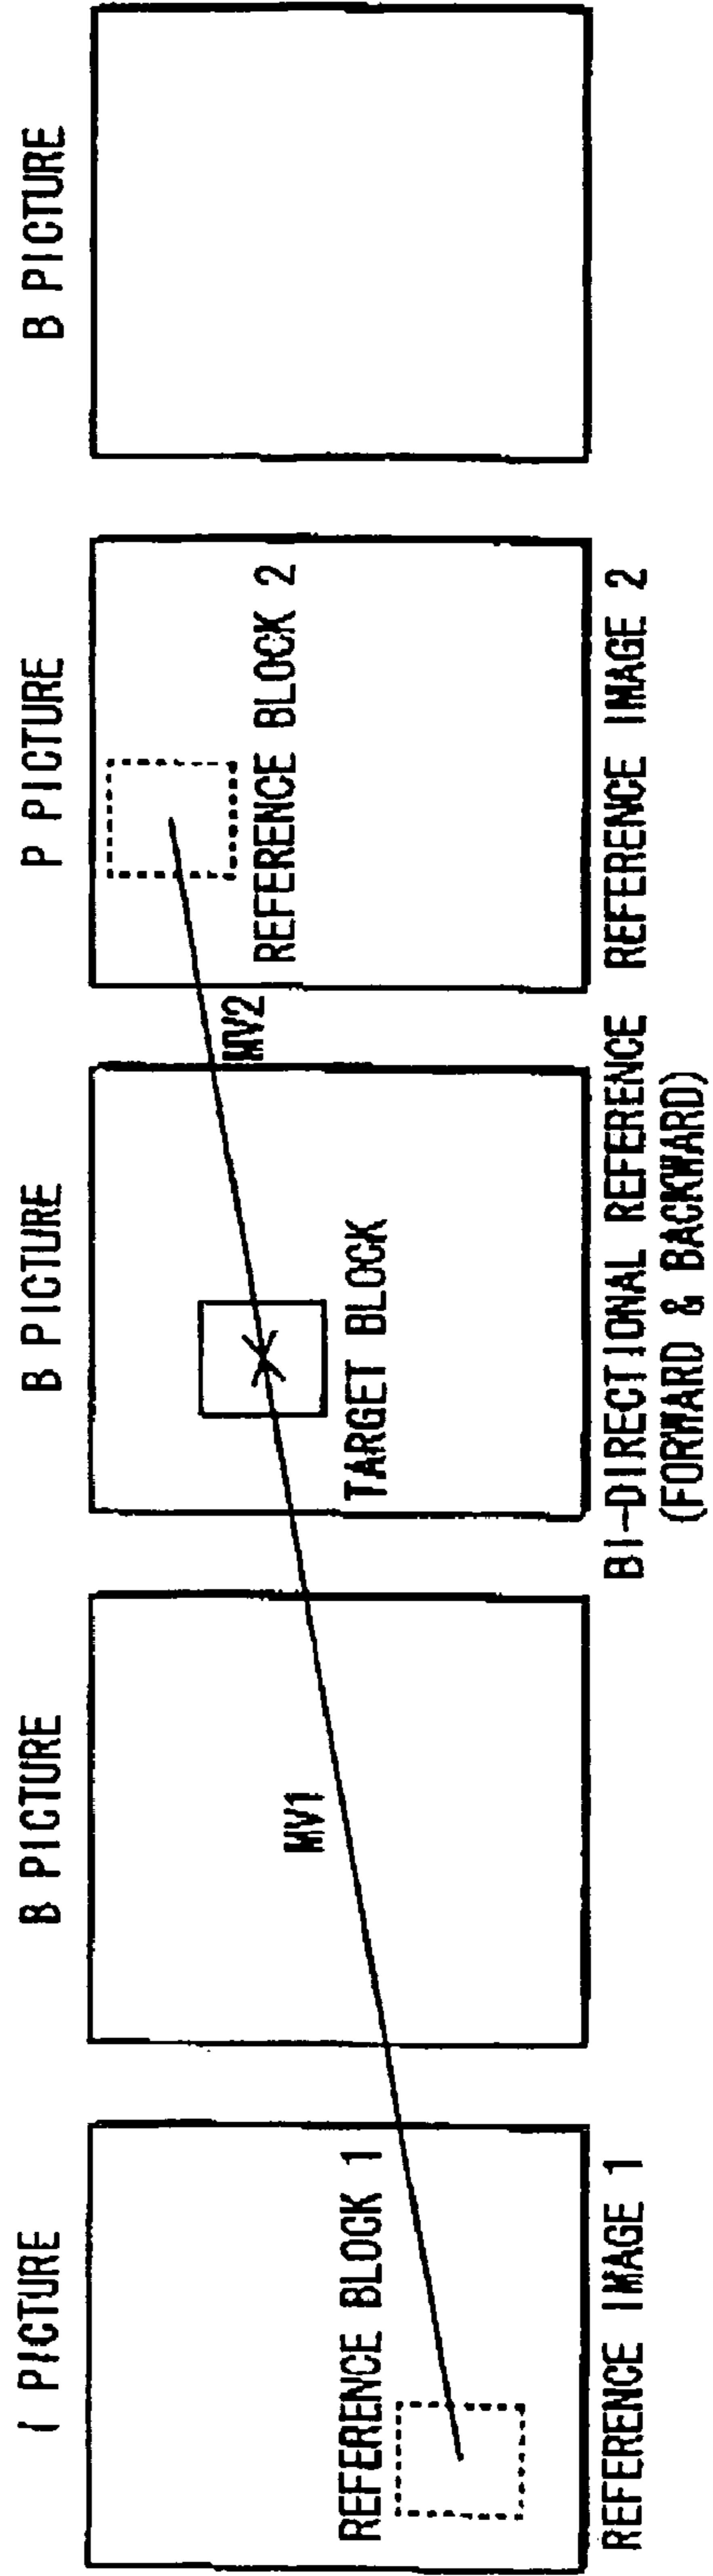 I PICTURE
B PICTURE
B PICTURE
P PICTURE
B PICTURE
REFERENCE BLOCK 1
MV1
TARGET BLOCK
MV2
REFERENCE BLOCK 2
REFERENCE IMAGE 1
BI-DIRECTIONAL REFERENCE
(FORWARD & BACKWARD)
REFERENCE IMAGE 2